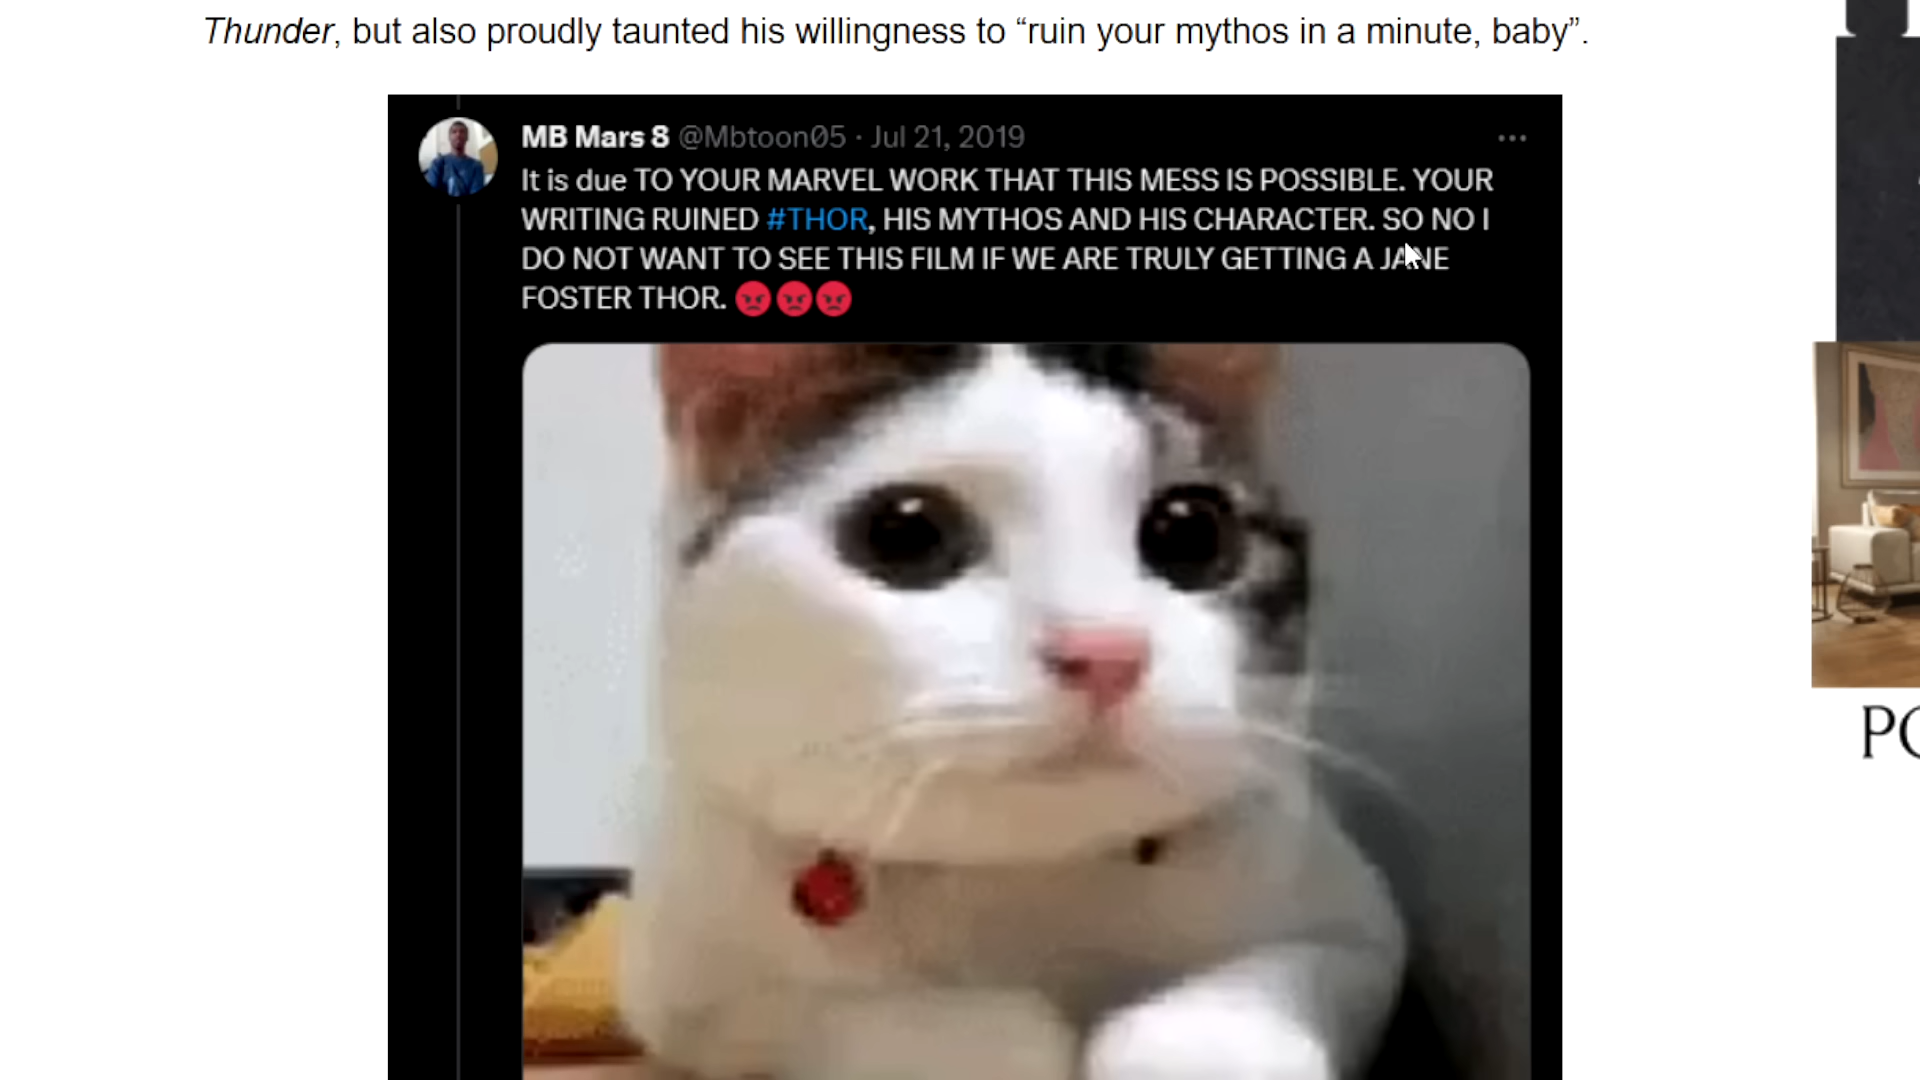 Thunder, but also proudly taunted his willingness to “ruin your mythos in a minute, baby”.
MB Mars 8 @Mbtoon05 · Jul 21, 2019
It is due TO YOUR MARVEL WORK THAT THIS MESS IS POSSIBLE. YOUR
WRITING RUINED #THOR, HIS MYTHOS AND HIS CHARACTER. SO NO I
DO NOT WANT TO SEE THIS FILM IF WE ARE TRULY GETTING A JANE
FOSTER THOR. 😡😡😡